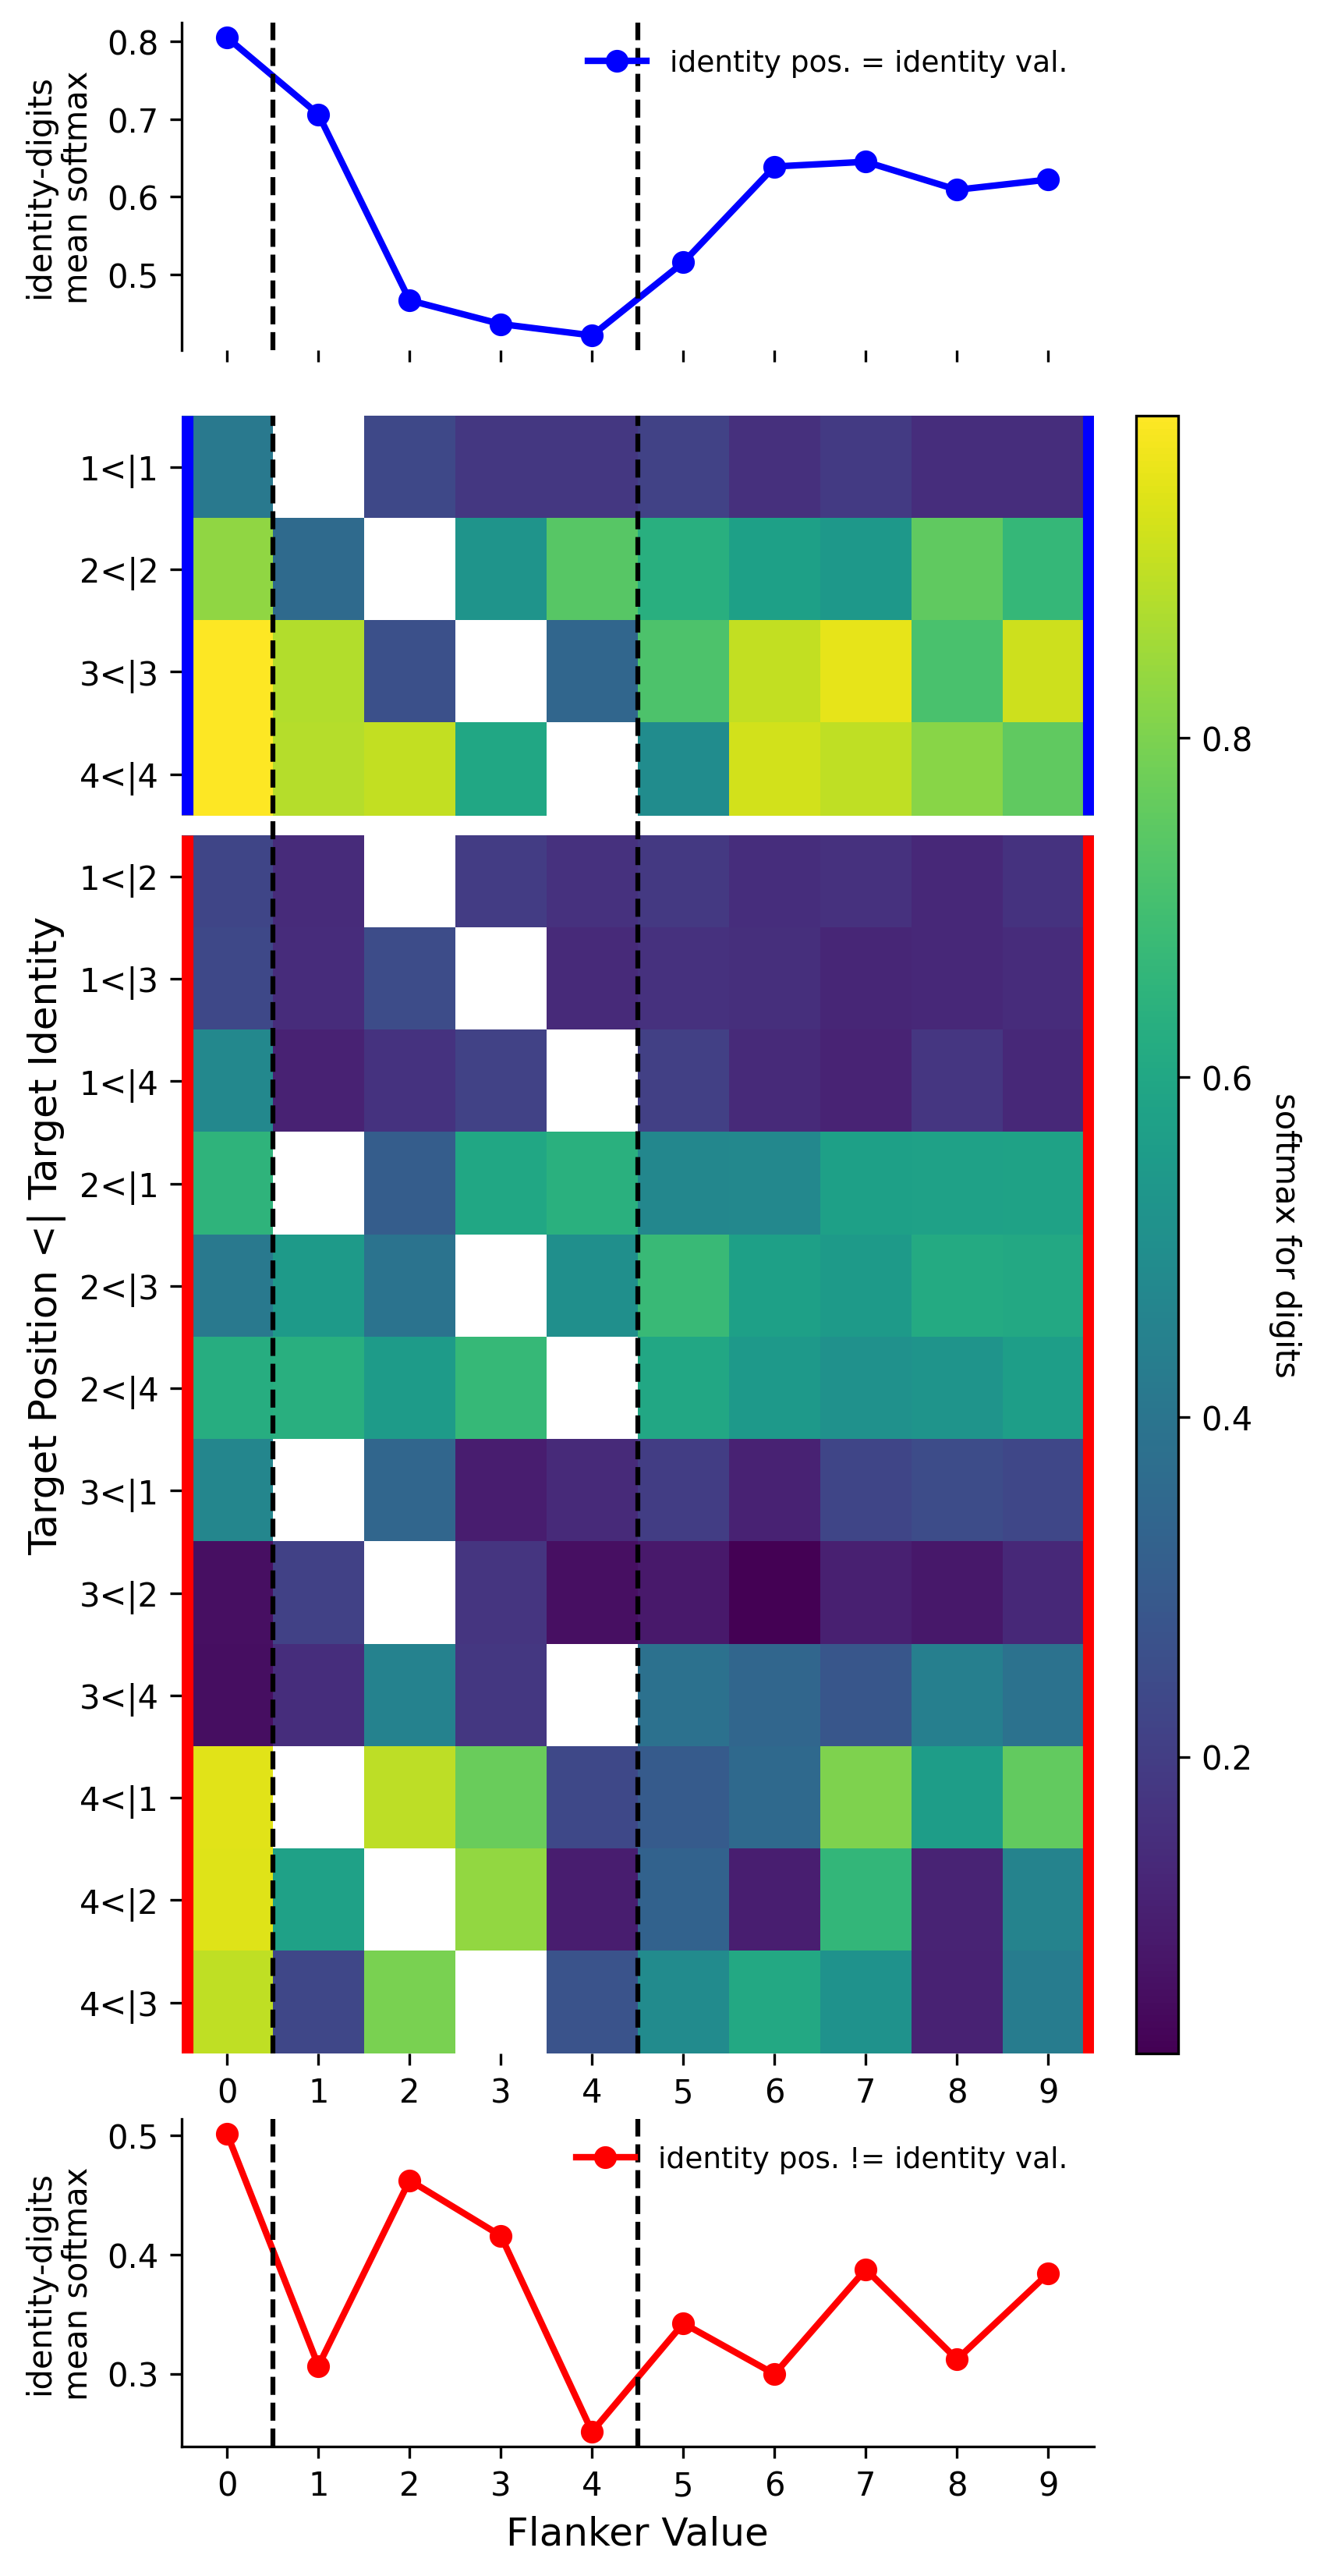 identity-digits
mean softmax
0.8
0.7
0.6
0.5
identity pos. = identity val.
1<|1
2<|2
3<|3
4<|4
Target Position <| Target Identity
1<|2
1<|3
1<|4
2<|1
2<|3
2<|4
3<|1
3<|2
3<|4
4<|1
4<|2
4<|3
0 1 2 3 4 5 6 7 8 9
0.8
0.6
0.4
0.2
softmax for digits
identity-digits
mean softmax
0.5
0.4
0.3
identity pos. != identity val.
0 1 2 3 4 5 6 7 8 9
Flanker Value